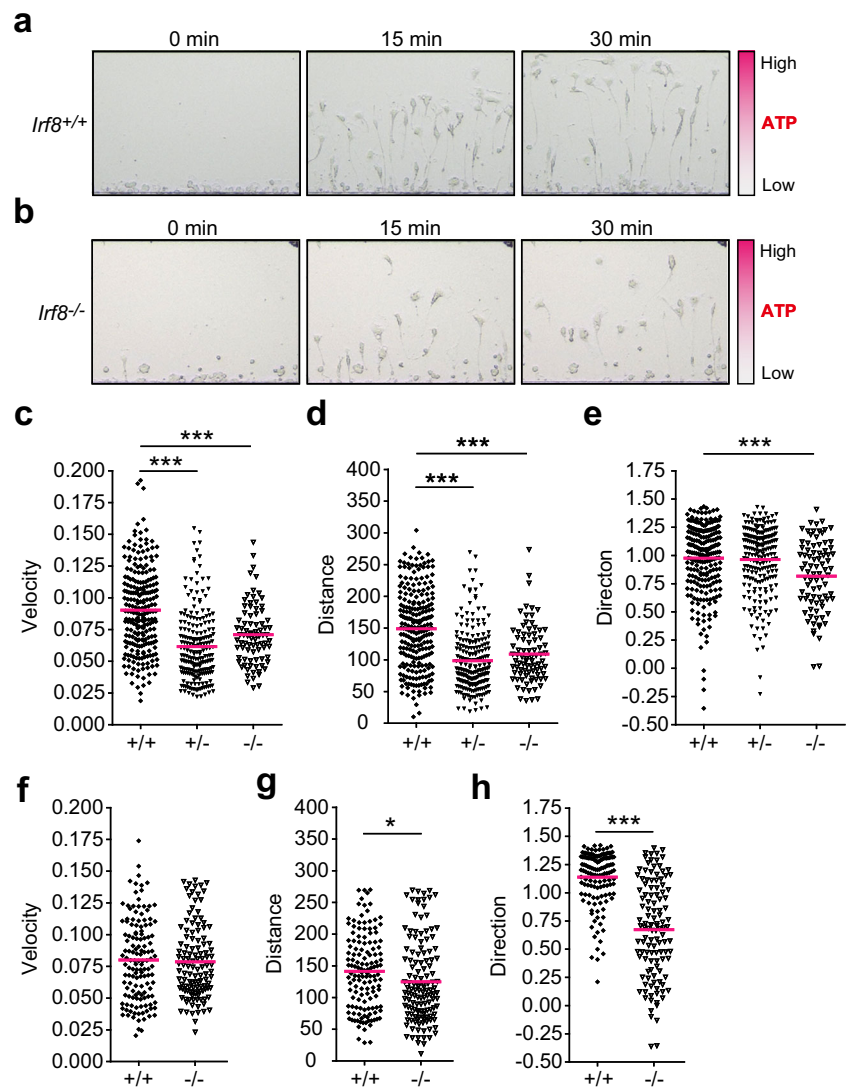 a
0 min 15 min 30 min
Irf8+/+
High
ATP
Low
b
0 min 15 min 30 min
Irf8-/-
High
ATP
Low
c
***
***
Velocity
0.200
0.175
0.150
0.125
0.100
0.075
0.050
0.025
0.000
+/+ +/- -/-
d
***
***
Distance
400
350
300
250
200
150
100
50
0
+/+ +/- -/-
e
***
Directon
1.75
1.50
1.25
1.00
0.75
0.50
0.25
0.00
-0.25
-0.50
+/+ +/- -/-
f
Velocity
0.200
0.175
0.150
0.125
0.100
0.075
0.050
0.025
0.000
+/+ -/-
g
*
Distance
400
350
300
250
200
150
100
50
0
+/+ -/-
h
***
Direction
1.75
1.50
1.25
1.00
0.75
0.50
0.25
0.00
-0.25
-0.50
+/+ -/-